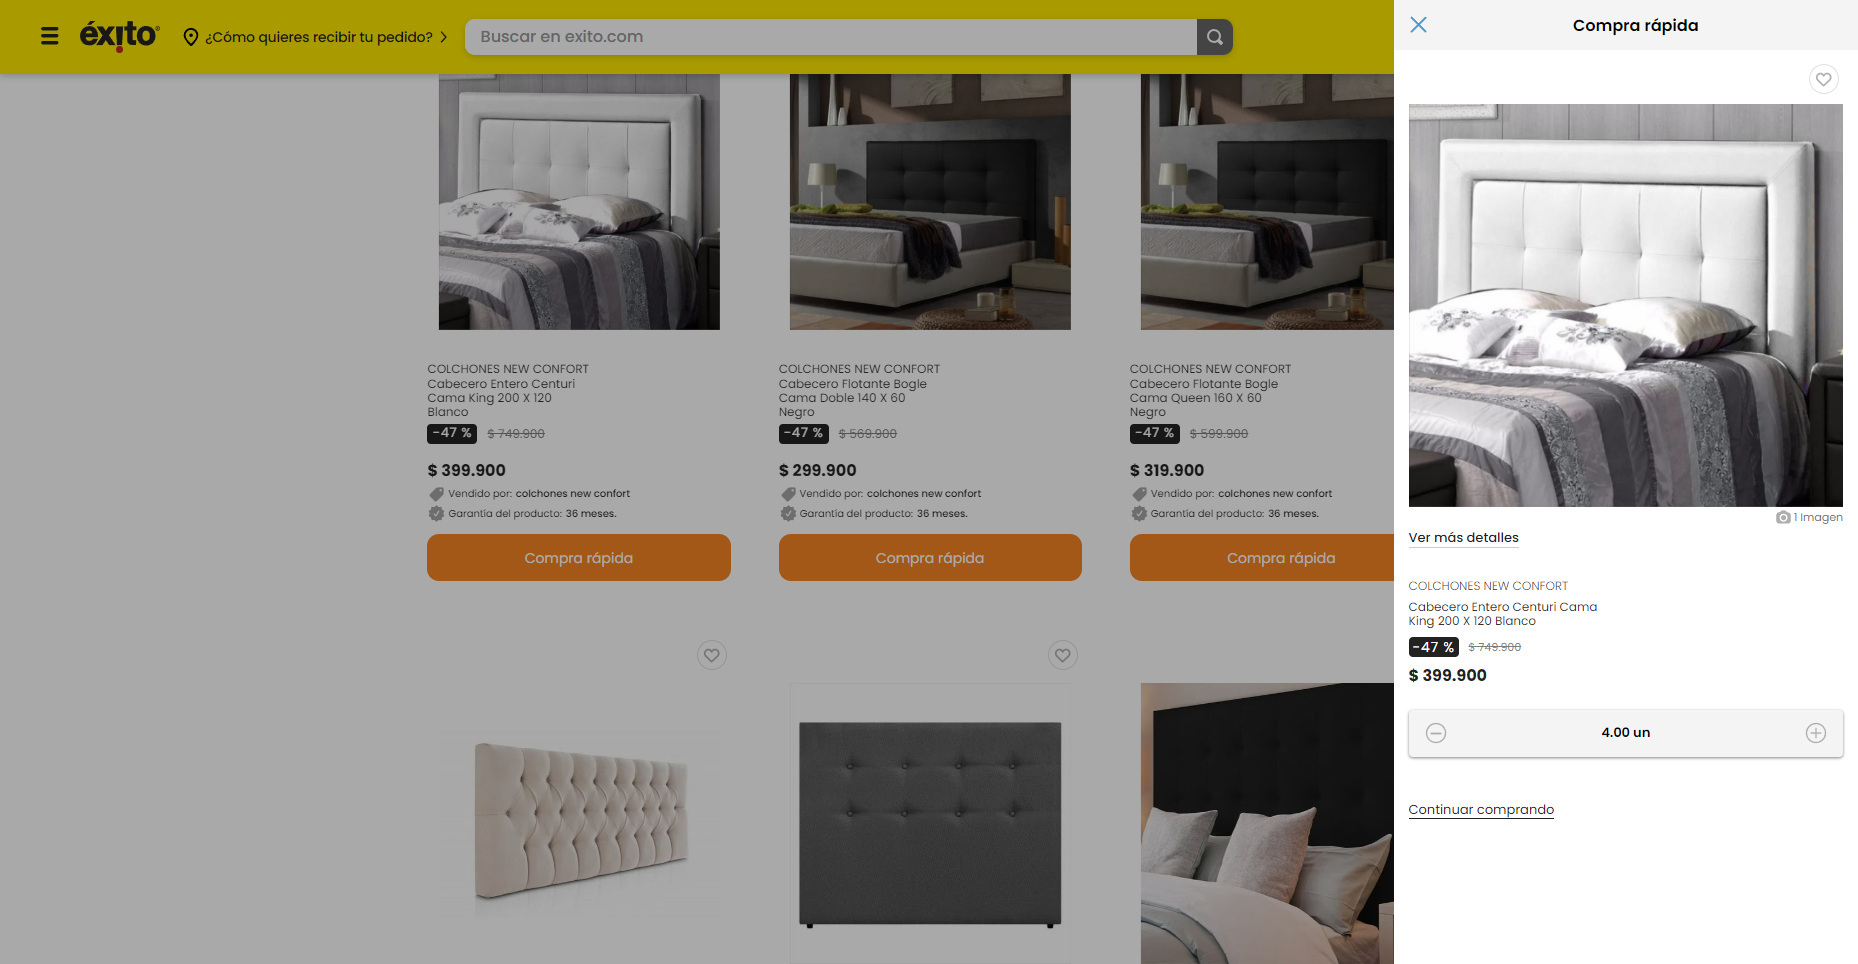 éxito
¿Cómo quieres recibir tu pedido?
Buscar en exito.com
COLCHONES NEW CONFORT
Cabecero Entero Centuri
Cama King 200 X 120
Blanco
-47 % $ 749.900
$ 399.900
Vendido por: colchones new confort
Garantía del producto: 36 meses.
Compra rápida
COLCHONES NEW CONFORT
Cabecero Flotante Bogle
Cama Doble 140 X 60
Negro
-47 % $ 569.900
$ 299.900
Vendido por: colchones new confort
Garantía del producto: 36 meses.
Compra rápida
COLCHONES NEW CONFORT
Cabecero Flotante Bogle
Cama Queen 160 X 60
Negro
-47 % $ 599.900
$ 319.900
Vendido por: colchones new confort
Garantía del producto: 36 meses.
Compra rápida
Compra rápida
1 Imagen
Ver más detalles
COLCHONES NEW CONFORT
Cabecero Entero Centuri Cama
King 200 X 120 Blanco
-47 % $ 749.900
$ 399.900
4.00 un
Continuar comprando